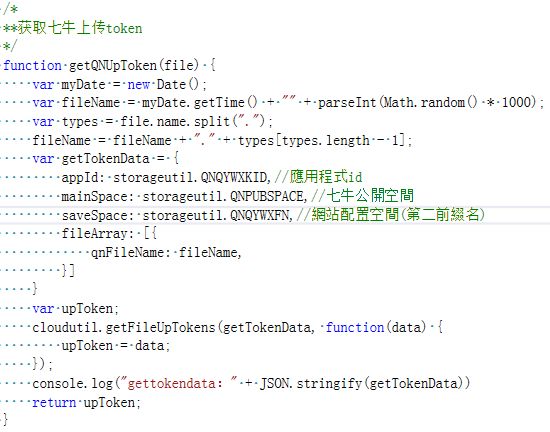 /*
**获取七牛上传token
*/
function getQNUpToken(file) {
var myDate = new Date();
var fileName = myDate.getTime() + "" + parseInt(Math.random() * 1000);
var types = file.name.split(".");
fileName = fileName + "." + types[types.length - 1];
var getTokenData = {
appId: storageutil.QNQYWXKID,//應用程式id
mainSpace: storageutil.QNPUBSPACE,//七牛公開空間
saveSpace: storageutil.QNQYWXFN,//網站配置空間(第二前綴名)
fileArray: [{
qnFileName: fileName,
}]
}
var upToken;
cloudutil.getFileUpTokens(getTokenData, function(data) {
upToken = data;
});
console.log("gettokendata: " + JSON.stringify(getTokenData))
return upToken;
}